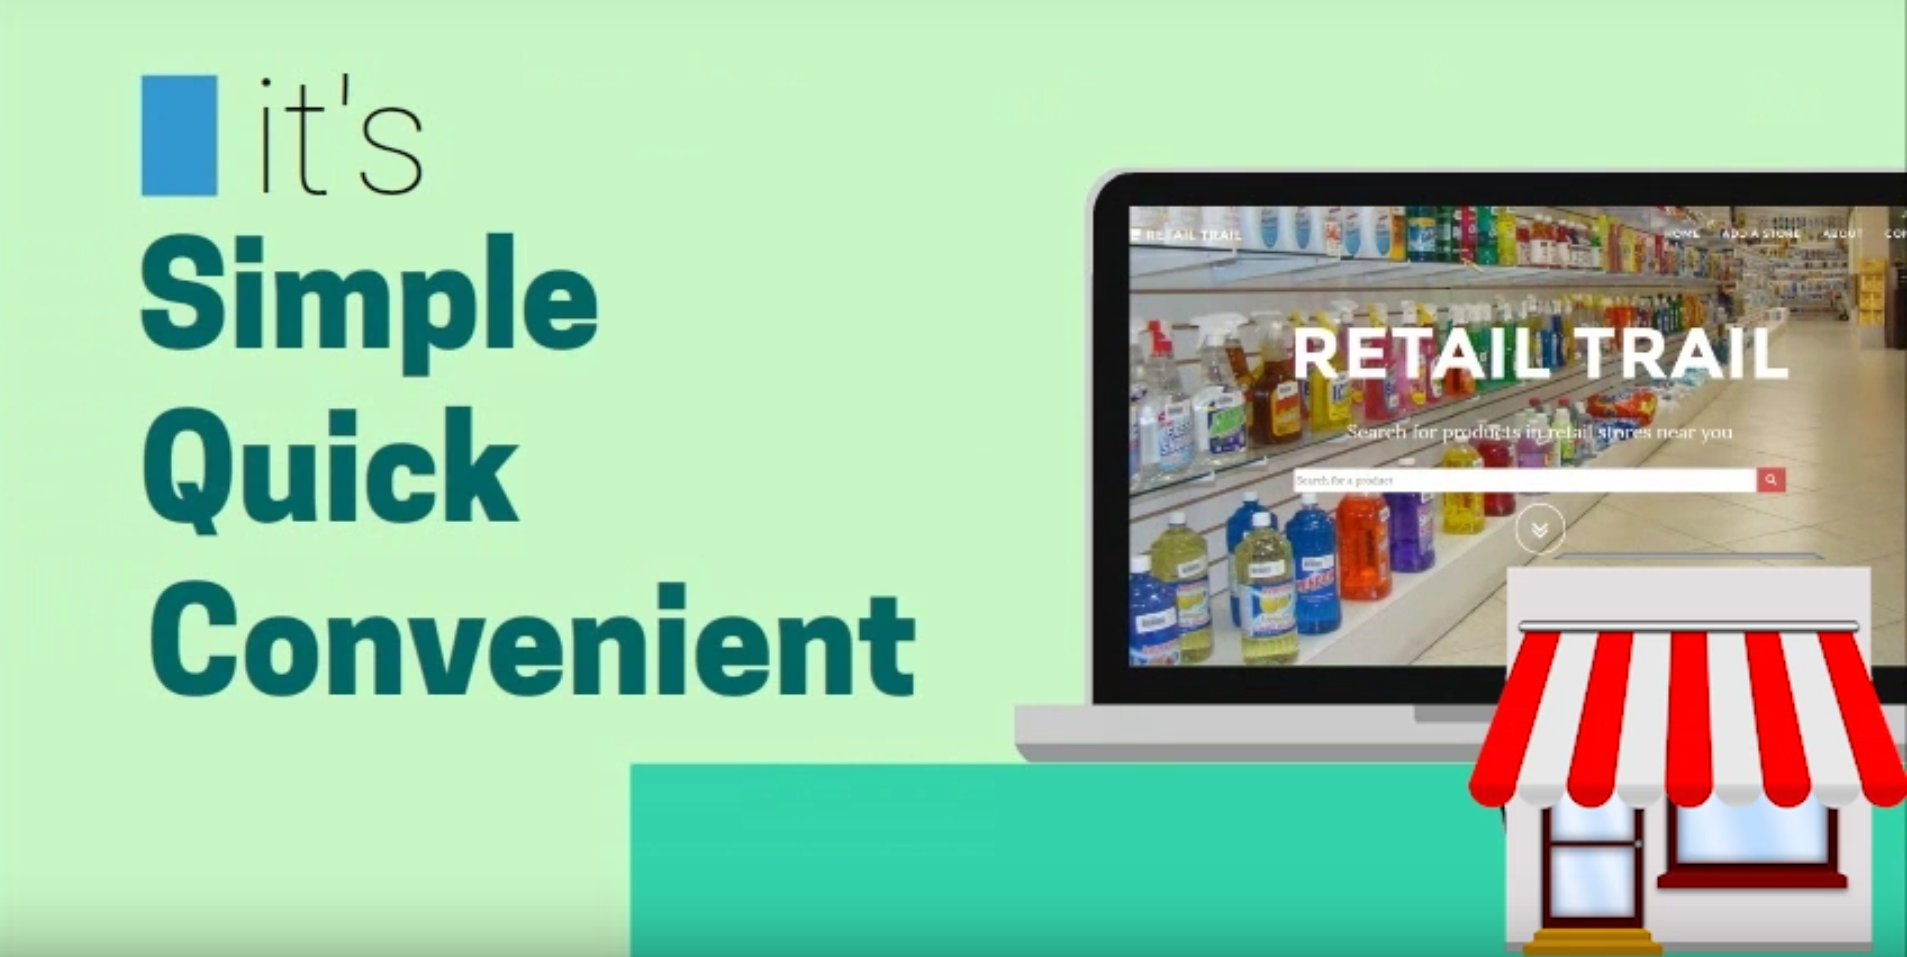 it's
Simple
Quick
Convenient
RETAIL TRAIL
HOME ADD A STORE ABOUT
RETAIL TRAIL
Search for products in retail stores near you
Search for a product